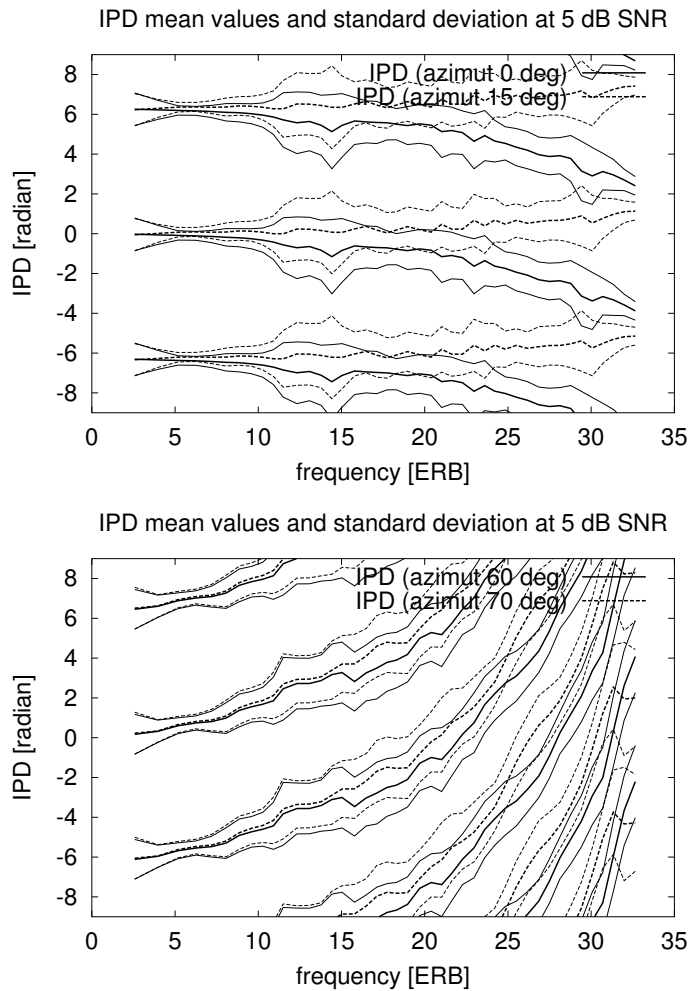 IPD mean values and standard deviation at 5 dB SNR
IPD (azimut 0 deg)
IPD (azimut 15 deg)
8
6
4
2
0
-2
-4
-6
-8
IPD [radian]
0 5 10 15 20 25 30 35
frequency [ERB]
IPD mean values and standard deviation at 5 dB SNR
IPD (azimut 60 deg)
IPD (azimut 70 deg)
8
6
4
2
0
-2
-4
-6
-8
IPD [radian]
0 5 10 15 20 25 30 35
frequency [ERB]